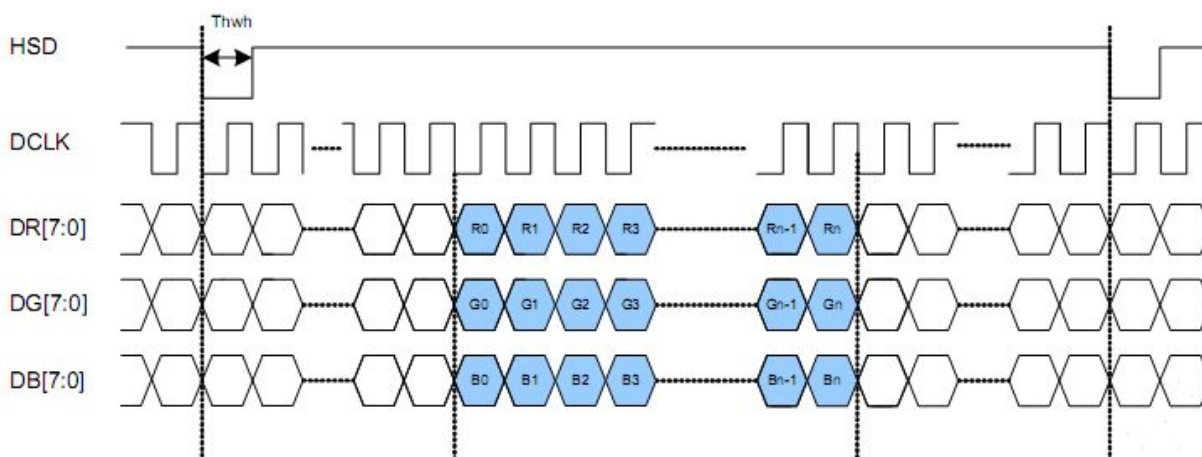 Thwh
HSD
DCLK
DR[7:0] R0 R1 R2 R3 Rn-1 Rn
DG[7:0] G0 G1 G2 G3 Gn-1 Gn
DB[7:0] B0 B1 B2 B3 Bn-1 Bn